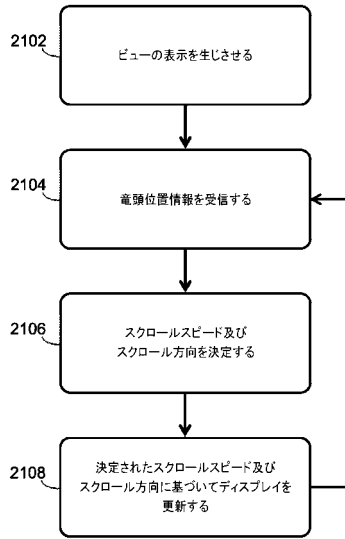 2102
ビューの表示を生じさせる
2104
竜頭位置情報を受信する
2106
スクロールスピード及び
スクロール方向を決定する
2108
決定されたスクロールスピード及び
スクロール方向に基づいてディスプレイを
更新する